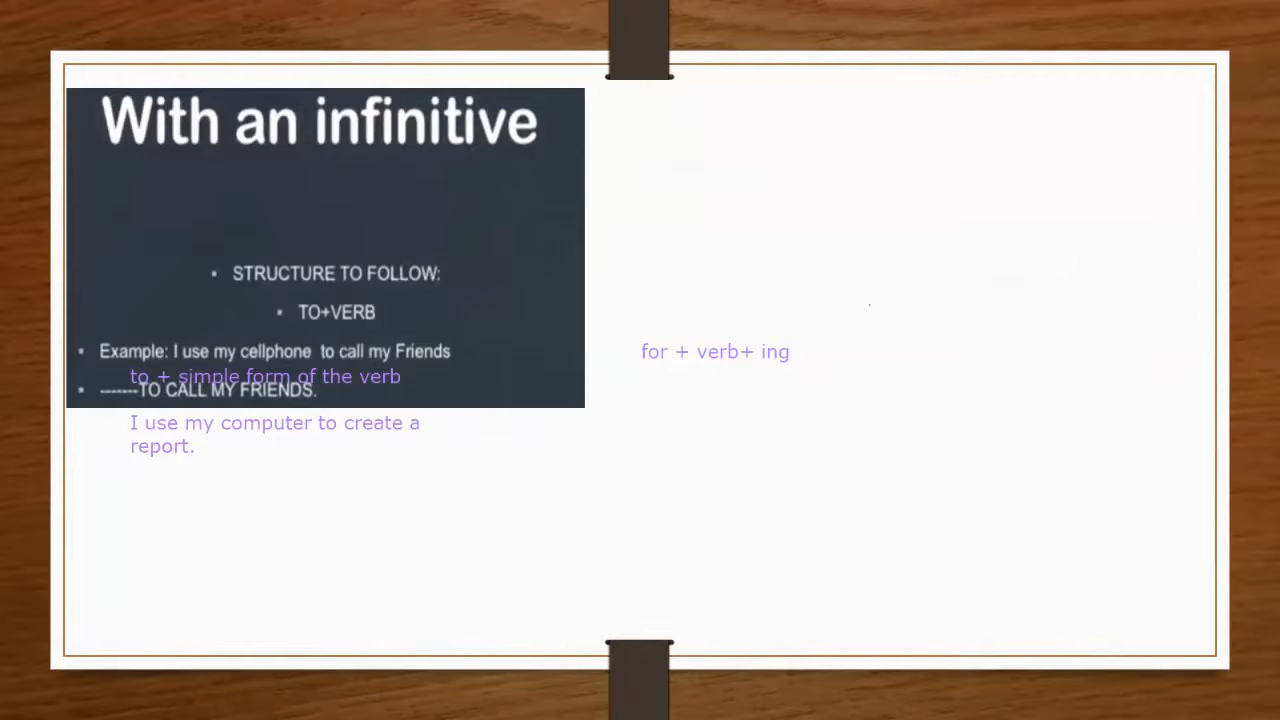 With an infinitive
▪ STRUCTURE TO FOLLOW:
▪ TO+VERB
▪ Example: I use my cellphone to call my Friends
to + simple form of the verb
▪ -------TO CALL MY FRIENDS.
I use my computer to create a
report.
for + verb+ ing